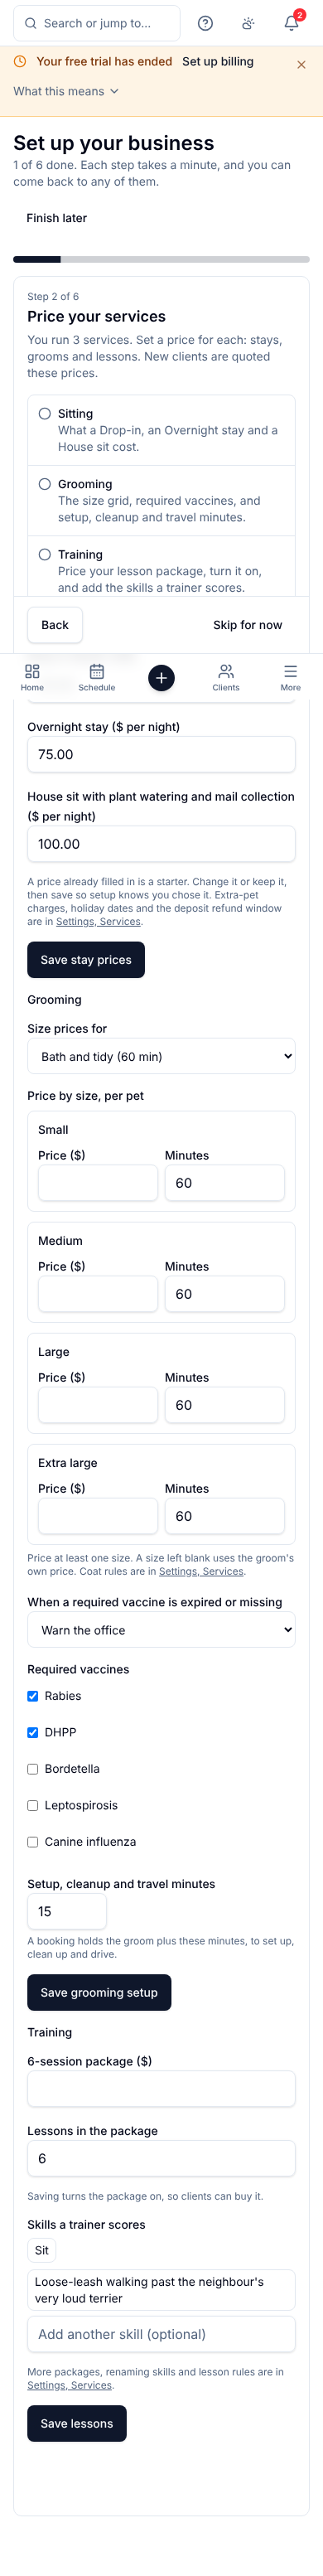 Search or jump to...
2
Your free trial has ended Set up billing
What this means
Set up your business
1 of 6 done. Each step takes a minute, and you can
come back to any of them.
Finish later
Step 2 of 6
Price your services
You run 3 services. Set a price for each: stays,
grooms and lessons. New clients are quoted
these prices.
Sitting
What a Drop-in, an Overnight stay and a
House sit cost.
Grooming
The size grid, required vaccines, and
setup, cleanup and travel minutes.
Training
Price your lesson package, turn it on,
and add the skills a trainer scores.
Back
Skip for now
Home
Schedule
Clients
More
Overnight stay ($ per night)
75.00
House sit with plant watering and mail collection
($ per night)
100.00
A price already filled in is a starter. Change it or keep it,
then save so setup knows you chose it. Extra-pet
charges, holiday dates and the deposit refund window
are in Settings, Services.
Save stay prices
Grooming
Size prices for
Bath and tidy (60 min)
Price by size, per pet
Small
Price ($) Minutes
60
Medium
Price ($) Minutes
60
Large
Price ($) Minutes
60
Extra large
Price ($) Minutes
60
Price at least one size. A size left blank uses the groom's
own price. Coat rules are in Settings, Services.
When a required vaccine is expired or missing
Warn the office
Required vaccines
Rabies
DHPP
Bordetella
Leptospirosis
Canine influenza
Setup, cleanup and travel minutes
15
A booking holds the groom plus these minutes, to set up,
clean up and drive.
Save grooming setup
Training
6-session package ($)
Lessons in the package
6
Saving turns the package on, so clients can buy it.
Skills a trainer scores
Sit
Loose-leash walking past the neighbour's
very loud terrier
Add another skill (optional)
More packages, renaming skills and lesson rules are in
Settings, Services.
Save lessons